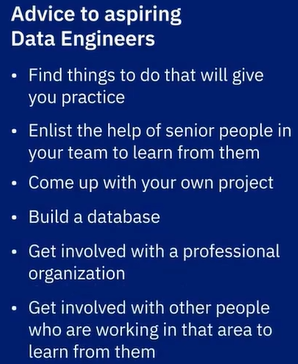 Advice to aspiring
Data Engineers
• Find things to do that will give
you practice
• Enlist the help of senior people in
your team to learn from them
• Come up with your own project
• Build a database
• Get involved with a professional
organization
• Get involved with other people
who are working in that area to
learn from them